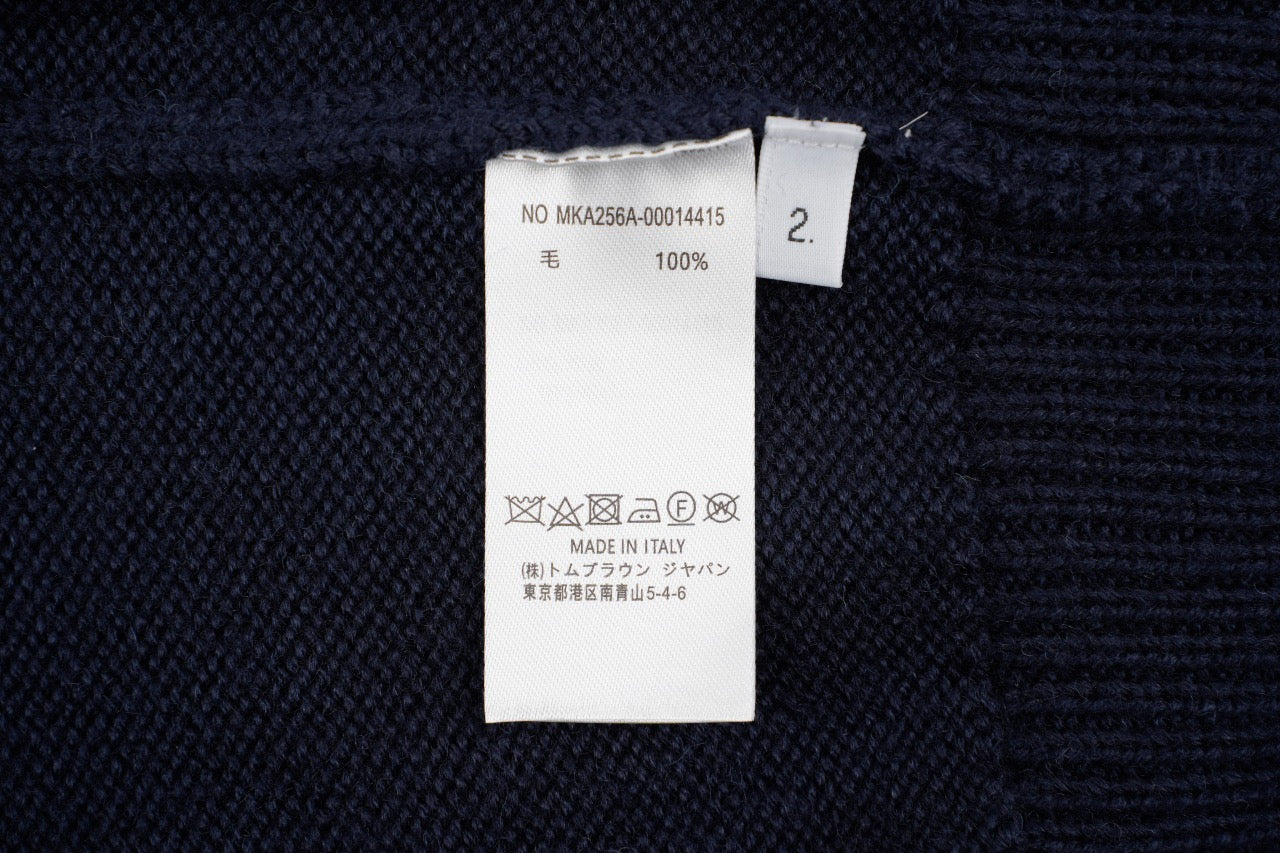 NO MKA256A-00014415
毛 100%
2.
F W
MADE IN ITALY
(株)トムブラウン ジヤパン
東京都港区南青山5-4-6